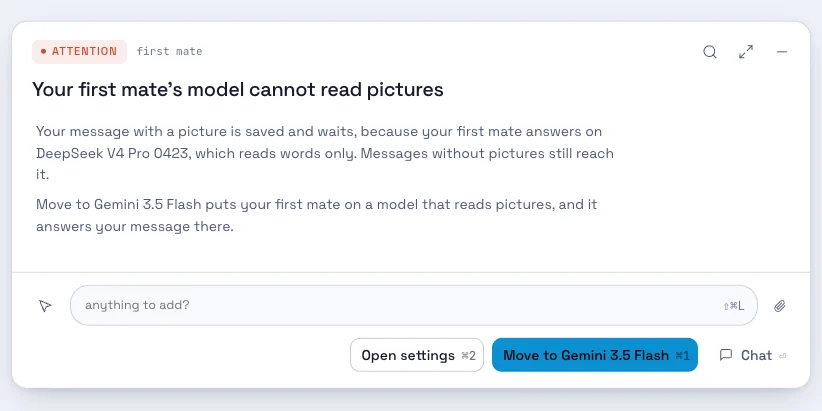 ATTENTION first mate
Your first mate's model cannot read pictures
Your message with a picture is saved and waits, because your first mate answers on
DeepSeek V4 Pro 0423, which reads words only. Messages without pictures still reach
it.
Move to Gemini 3.5 Flash puts your first mate on a model that reads pictures, and it
answers your message there.
anything to add? ⇧⌘L
Open settings ⌘2 Move to Gemini 3.5 Flash ⌘1 Chat ⏎